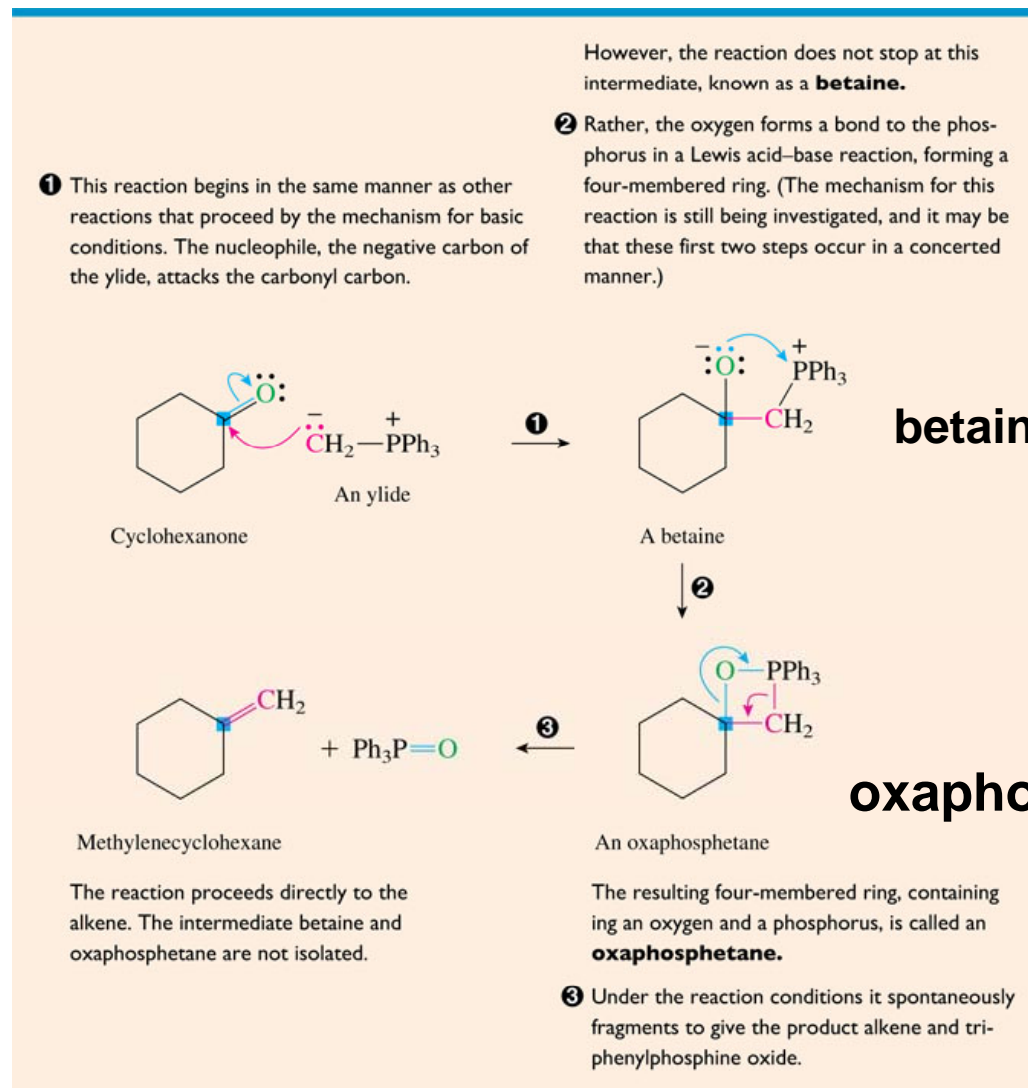 However, the reaction does not stop at this
intermediate, known as a betaine.
❷ Rather, the oxygen forms a bond to the phos-
phorus in a Lewis acid–base reaction, forming a
four-membered ring. (The mechanism for this
reaction is still being investigated, and it may be
that these first two steps occur in a concerted
manner.)
❶ This reaction begins in the same manner as other
reactions that proceed by the mechanism for basic
conditions. The nucleophile, the negative carbon of
the ylide, attacks the carbonyl carbon.
O
CH₂—PPh₃
− +
An ylide
Cyclohexanone
❶
− +
O PPh₃
CH₂
A betaine
betain
❷
O—PPh₃
CH₂
An oxaphosphetane
oxapho
❸
CH₂
+ Ph₃P=O
Methylenecyclohexane
The reaction proceeds directly to the
alkene. The intermediate betaine and
oxaphosphetane are not isolated.
The resulting four-membered ring, containing
ing an oxygen and a phosphorus, is called an
oxaphosphetane.
❸ Under the reaction conditions it spontaneously
fragments to give the product alkene and tri-
phenylphosphine oxide.